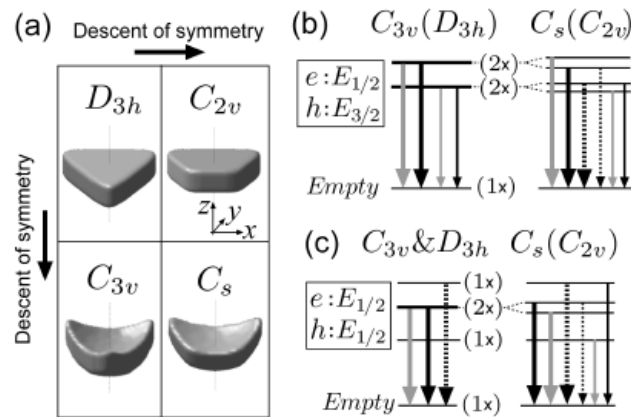 (a)
Descent of symmetry
Descent of symmetry
D3h
C2v
z
y
x
C3v
Cs
(b)
C3v(D3h)
Cs(C2v)
e:E1/2
h:E3/2
(2x)
(2x)
Empty
(1x)
(c)
C3v&D3h
Cs(C2v)
e:E1/2
h:E1/2
(1x)
(2x)
(1x)
Empty
(1x)